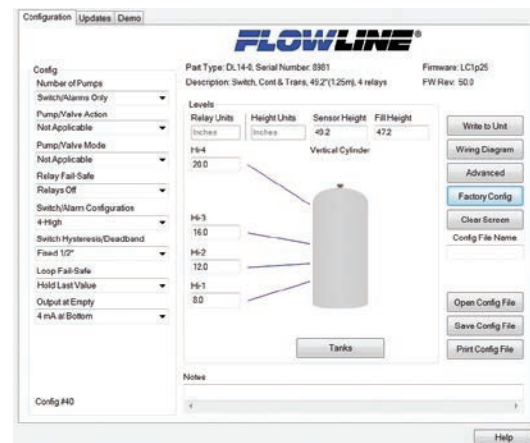 Configuration Updates Demo
FLOWLINE®
Config
Number of Pumps
Switch/Alarms Only
Pump/Valve Action
Not Applicable
Pump/Valve Mode
Not Applicable
Relay Fail-Safe
Relays Off
Switch/Alarm Configuration
4-High
Switch Hysteresis/Deadband
Fixed 1/2"
Loop Fail-Safe
Hold Last Value
Output at Empty
4 mA at Bottom
Config #40
Part Type: DL14-0, Serial Number: 8981
Firmware: LC1p25
Description: Switch, Cont & Trans, 49.2"(1.25m), 4 relays
FW Rev: 50.0
Levels
Relay Units Height Units Sensor Height Fill Height
Inches Inches 49.2 47.2
Hi-4
Vertical Cylinder
20.0
Hi-3
16.0
Hi-2
12.0
Hi-1
8.0
Tanks
Notes
Write to Unit
Wiring Diagram
Advanced
Factory Config
Clear Screen
Config File Name
Open Config File
Save Config File
Print Config File
Help